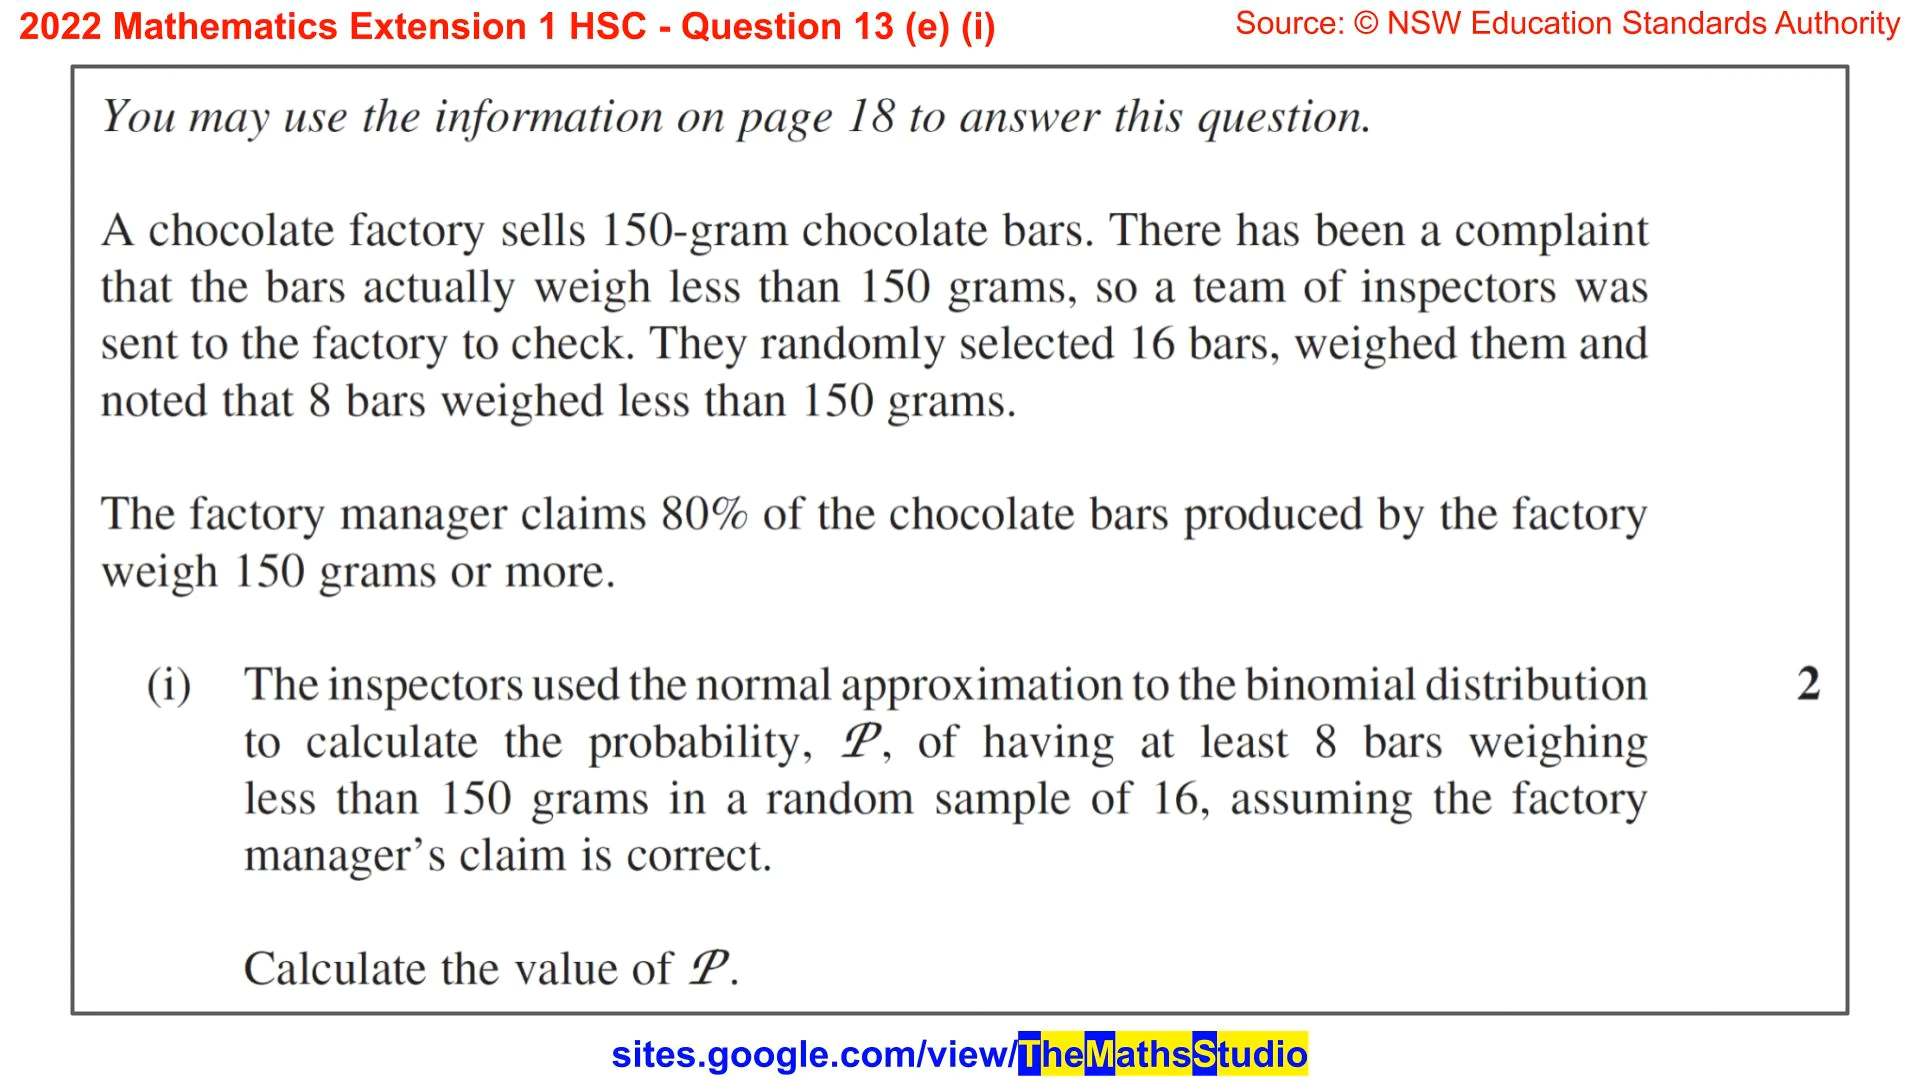 2022 Mathematics Extension 1 HSC - Question 13 (e) (i)
Source: © NSW Education Standards Authority
You may use the information on page 18 to answer this question.
A chocolate factory sells 150-gram chocolate bars. There has been a complaint
that the bars actually weigh less than 150 grams, so a team of inspectors was
sent to the factory to check. They randomly selected 16 bars, weighed them and
noted that 8 bars weighed less than 150 grams.
The factory manager claims 80% of the chocolate bars produced by the factory
weigh 150 grams or more.
(i) The inspectors used the normal approximation to the binomial distribution 2
to calculate the probability, 𝒫, of having at least 8 bars weighing
less than 150 grams in a random sample of 16, assuming the factory
manager’s claim is correct.
Calculate the value of 𝒫.
sites.google.com/view/TheMathsStudio